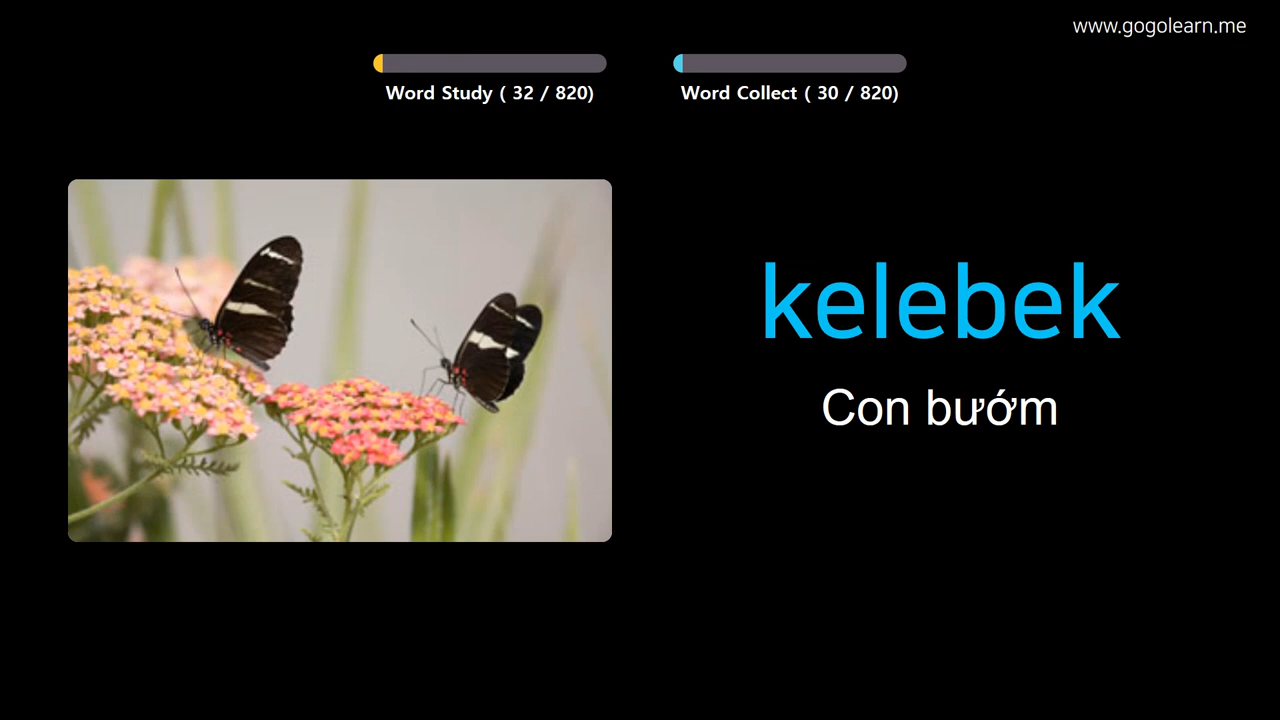 www.gogolearn.me
Word Study ( 32 / 820)
Word Collect ( 30 / 820)
kelebek
Con bướm